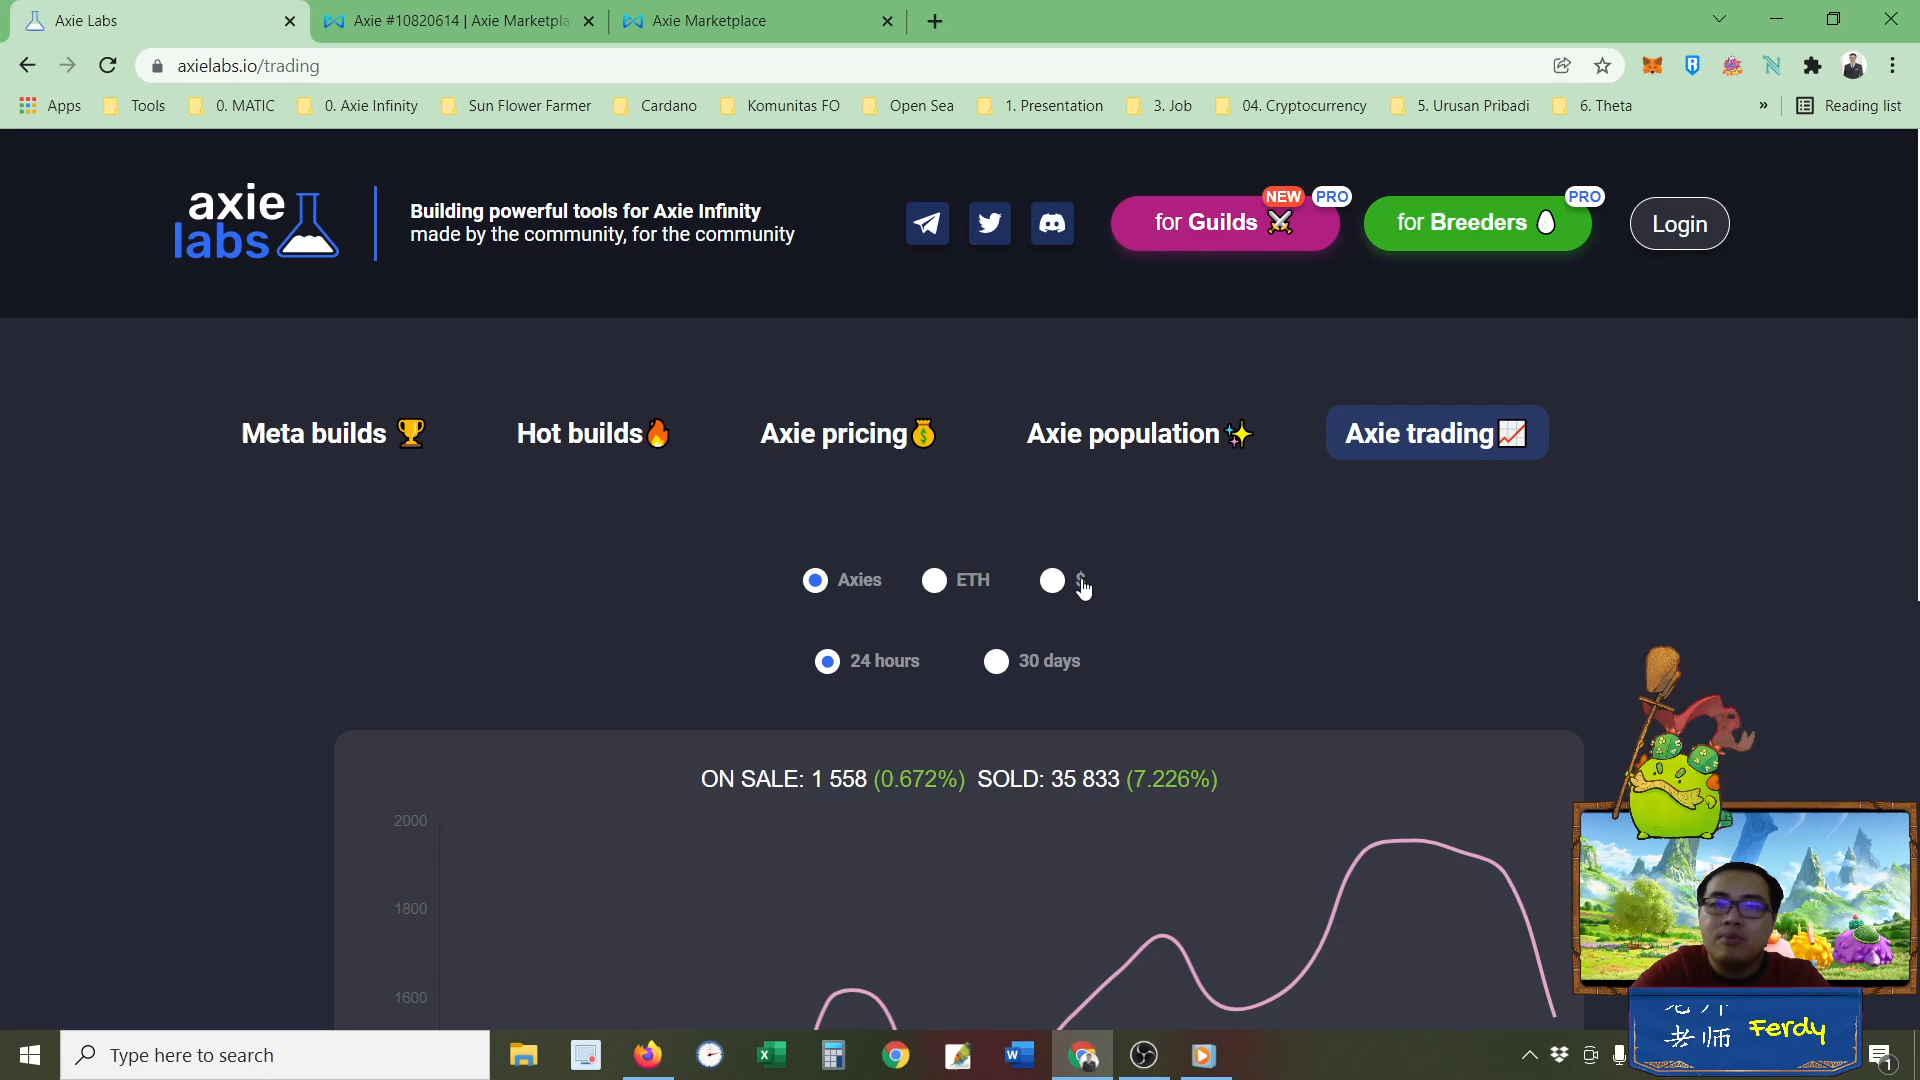 Axie Labs
Axie #10820614 | Axie Marketpla
Axie Marketplace
axielabs.io/trading
Apps
Tools
0. MATIC
0. Axie Infinity
Sun Flower Farmer
Cardano
Komunitas FO
Open Sea
1. Presentation
3. Job
04. Cryptocurrency
5. Urusan Pribadi
6. Theta
»
Reading list
axie
labs
Building powerful tools for Axie Infinity
made by the community, for the community
for Guilds
NEW
PRO
for Breeders
PRO
Login
Meta builds
Hot builds
Axie pricing
Axie population
Axie trading
Axies
ETH
$
24 hours
30 days
ON SALE: 1 558 (0.672%) SOLD: 35 833 (7.226%)
2000
1800
1600
老师 Ferdy
Type here to search
1